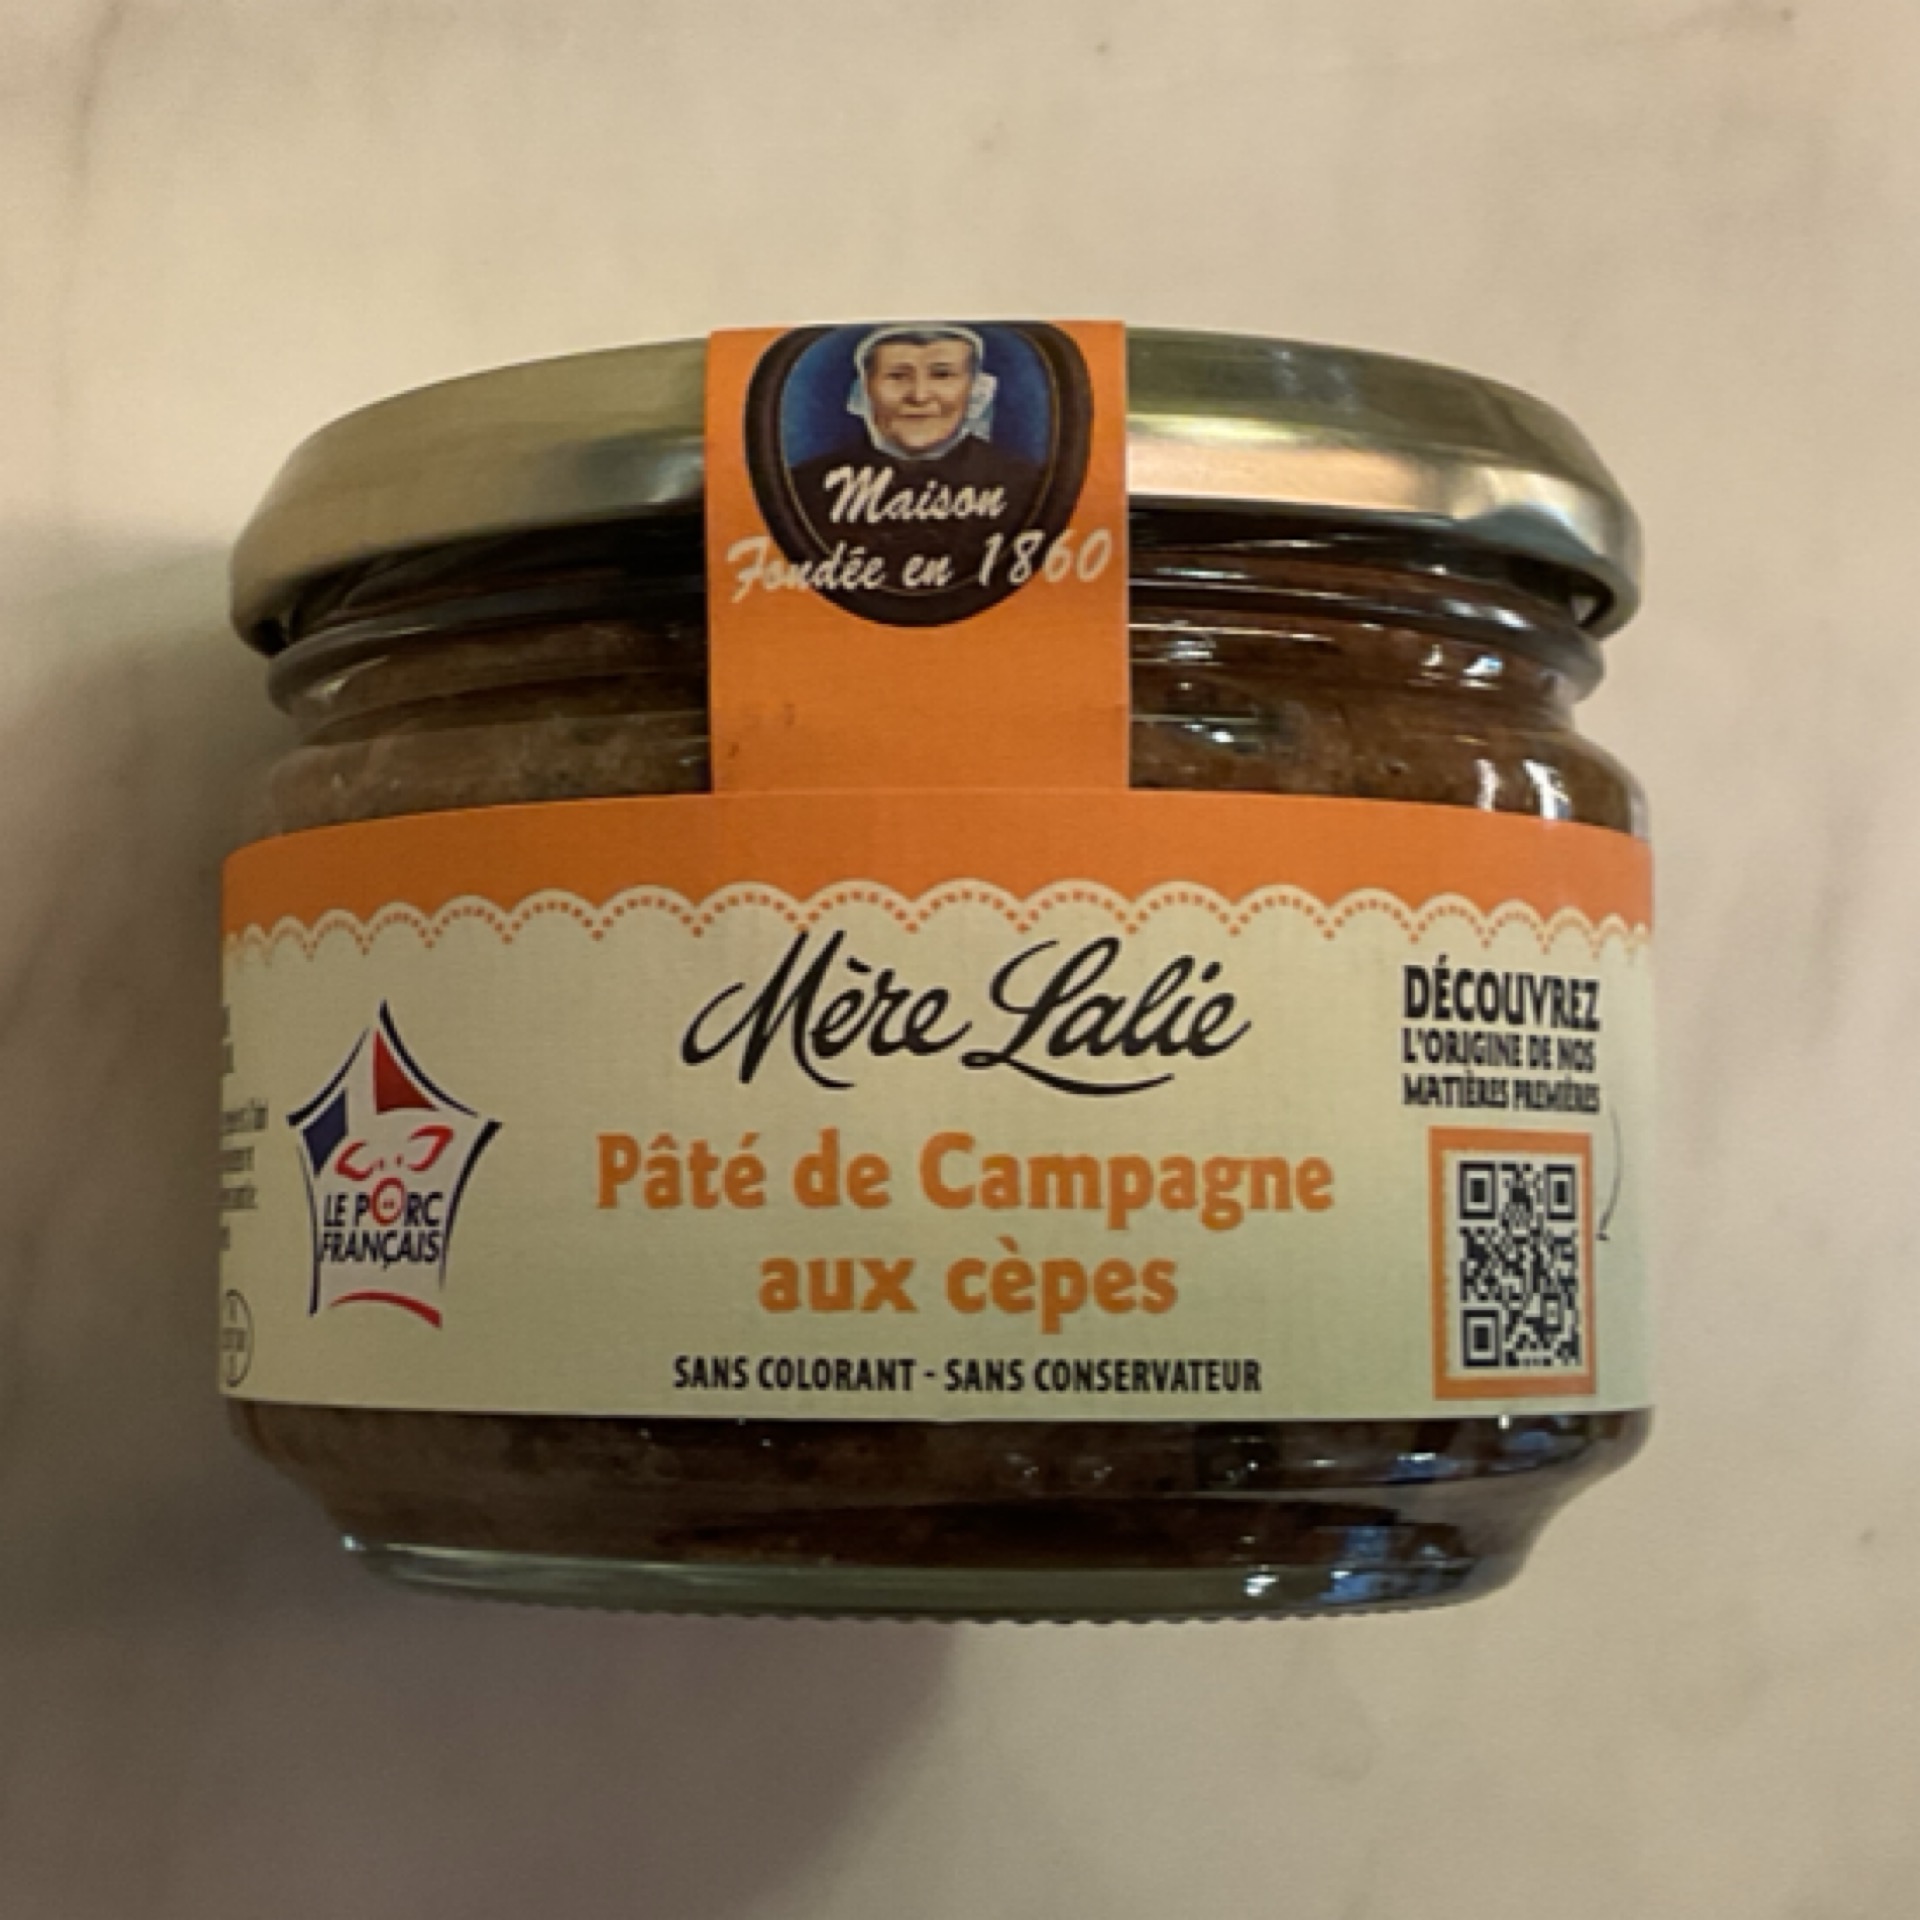 Maison
Fondée en 1860
Mère Lalie
Pâté de Campagne
aux cèpes
SANS COLORANT - SANS CONSERVATEUR
LE PORC
FRANÇAIS
DÉCOUVREZ
L'ORIGINE DE NOS
MATIÈRES PREMIÈRES